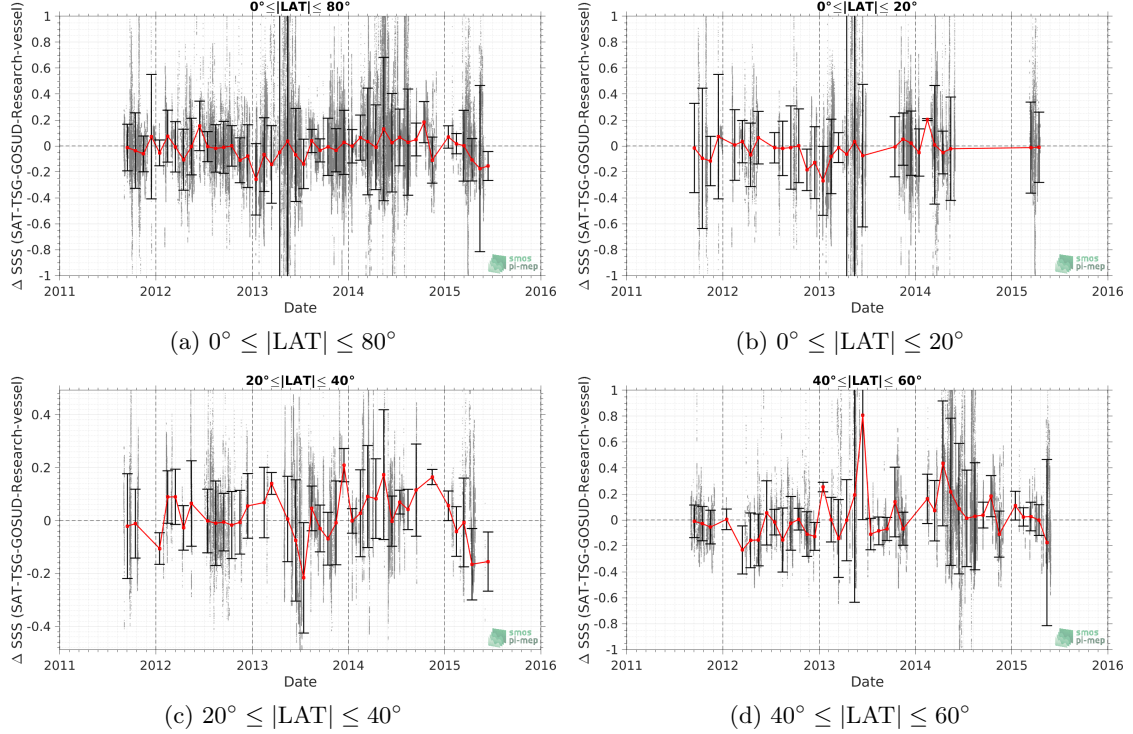 0°≤|LAT|≤ 80°
Δ SSS (SAT-TSG-GOSUD-Research-vessel)
1
0.8
0.6
0.4
0.2
0
-0.2
-0.4
-0.6
-0.8
-1
smos
pi-mep
2011 2012 2013 2014 2015 2016
Date
(a) 0° ≤ |LAT| ≤ 80°
0°≤|LAT|≤ 20°
Δ SSS (SAT-TSG-GOSUD-Research-vessel)
1
0.8
0.6
0.4
0.2
0
-0.2
-0.4
-0.6
-0.8
-1
smos
pi-mep
2011 2012 2013 2014 2015 2016
Date
(b) 0° ≤ |LAT| ≤ 20°
20°≤|LAT|≤ 40°
Δ SSS (SAT-TSG-GOSUD-Research-vessel)
0.4
0.2
0
-0.2
-0.4
smos
pi-mep
2011 2012 2013 2014 2015 2016
Date
(c) 20° ≤ |LAT| ≤ 40°
40°≤|LAT|≤ 60°
Δ SSS (SAT-TSG-GOSUD-Research-vessel)
1
0.8
0.6
0.4
0.2
0
-0.2
-0.4
-0.6
-0.8
-1
smos
pi-mep
2011 2012 2013 2014 2015 2016
Date
(d) 40° ≤ |LAT| ≤ 60°